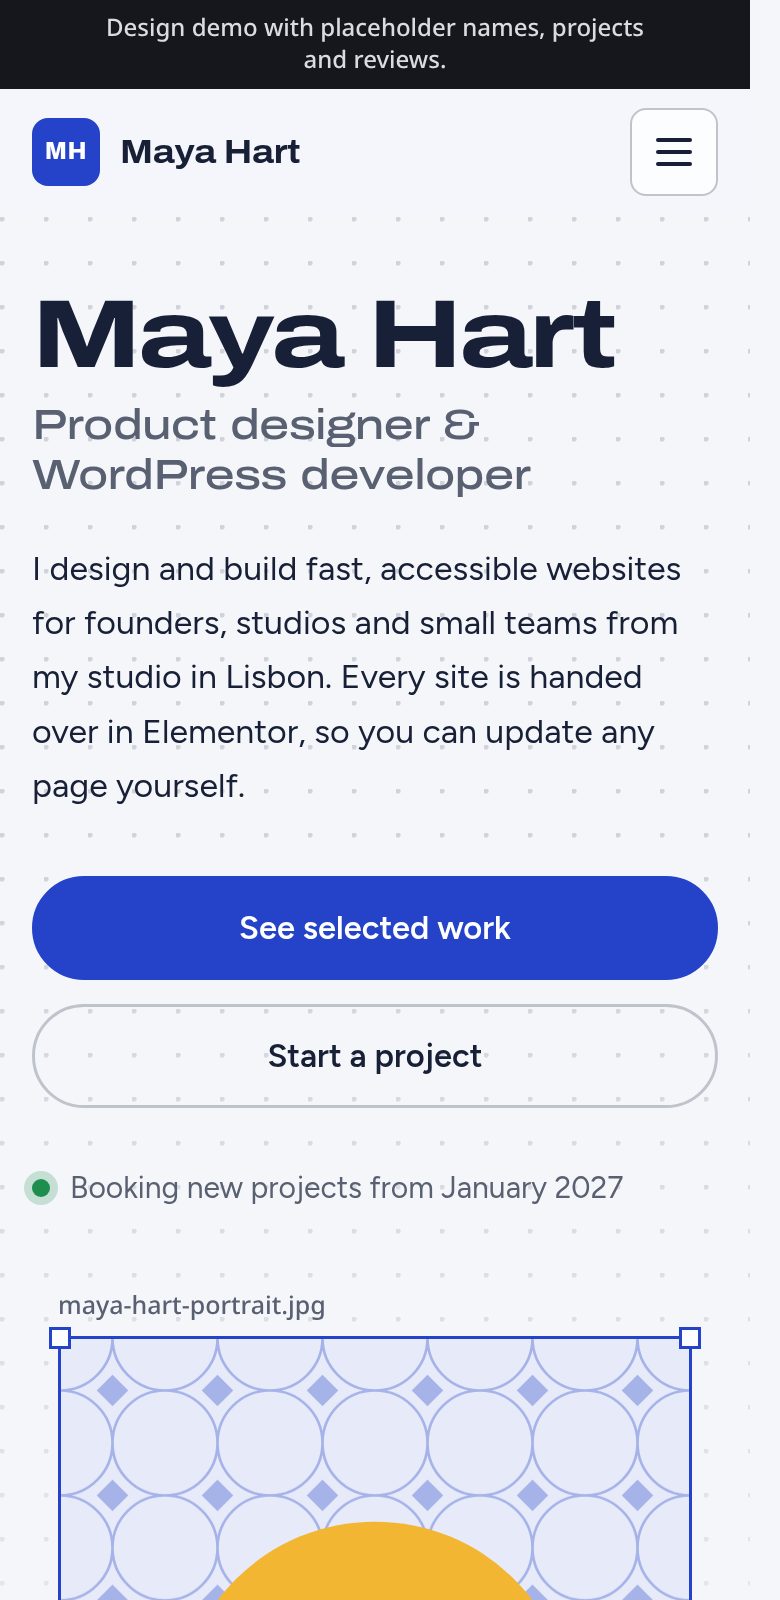 Design demo with placeholder names, projects
and reviews.
MH
Maya Hart
Maya Hart
Product designer &
WordPress developer
I design and build fast, accessible websites
for founders, studios and small teams from
my studio in Lisbon. Every site is handed
over in Elementor, so you can update any
page yourself.
See selected work
Start a project
Booking new projects from January 2027
maya-hart-portrait.jpg